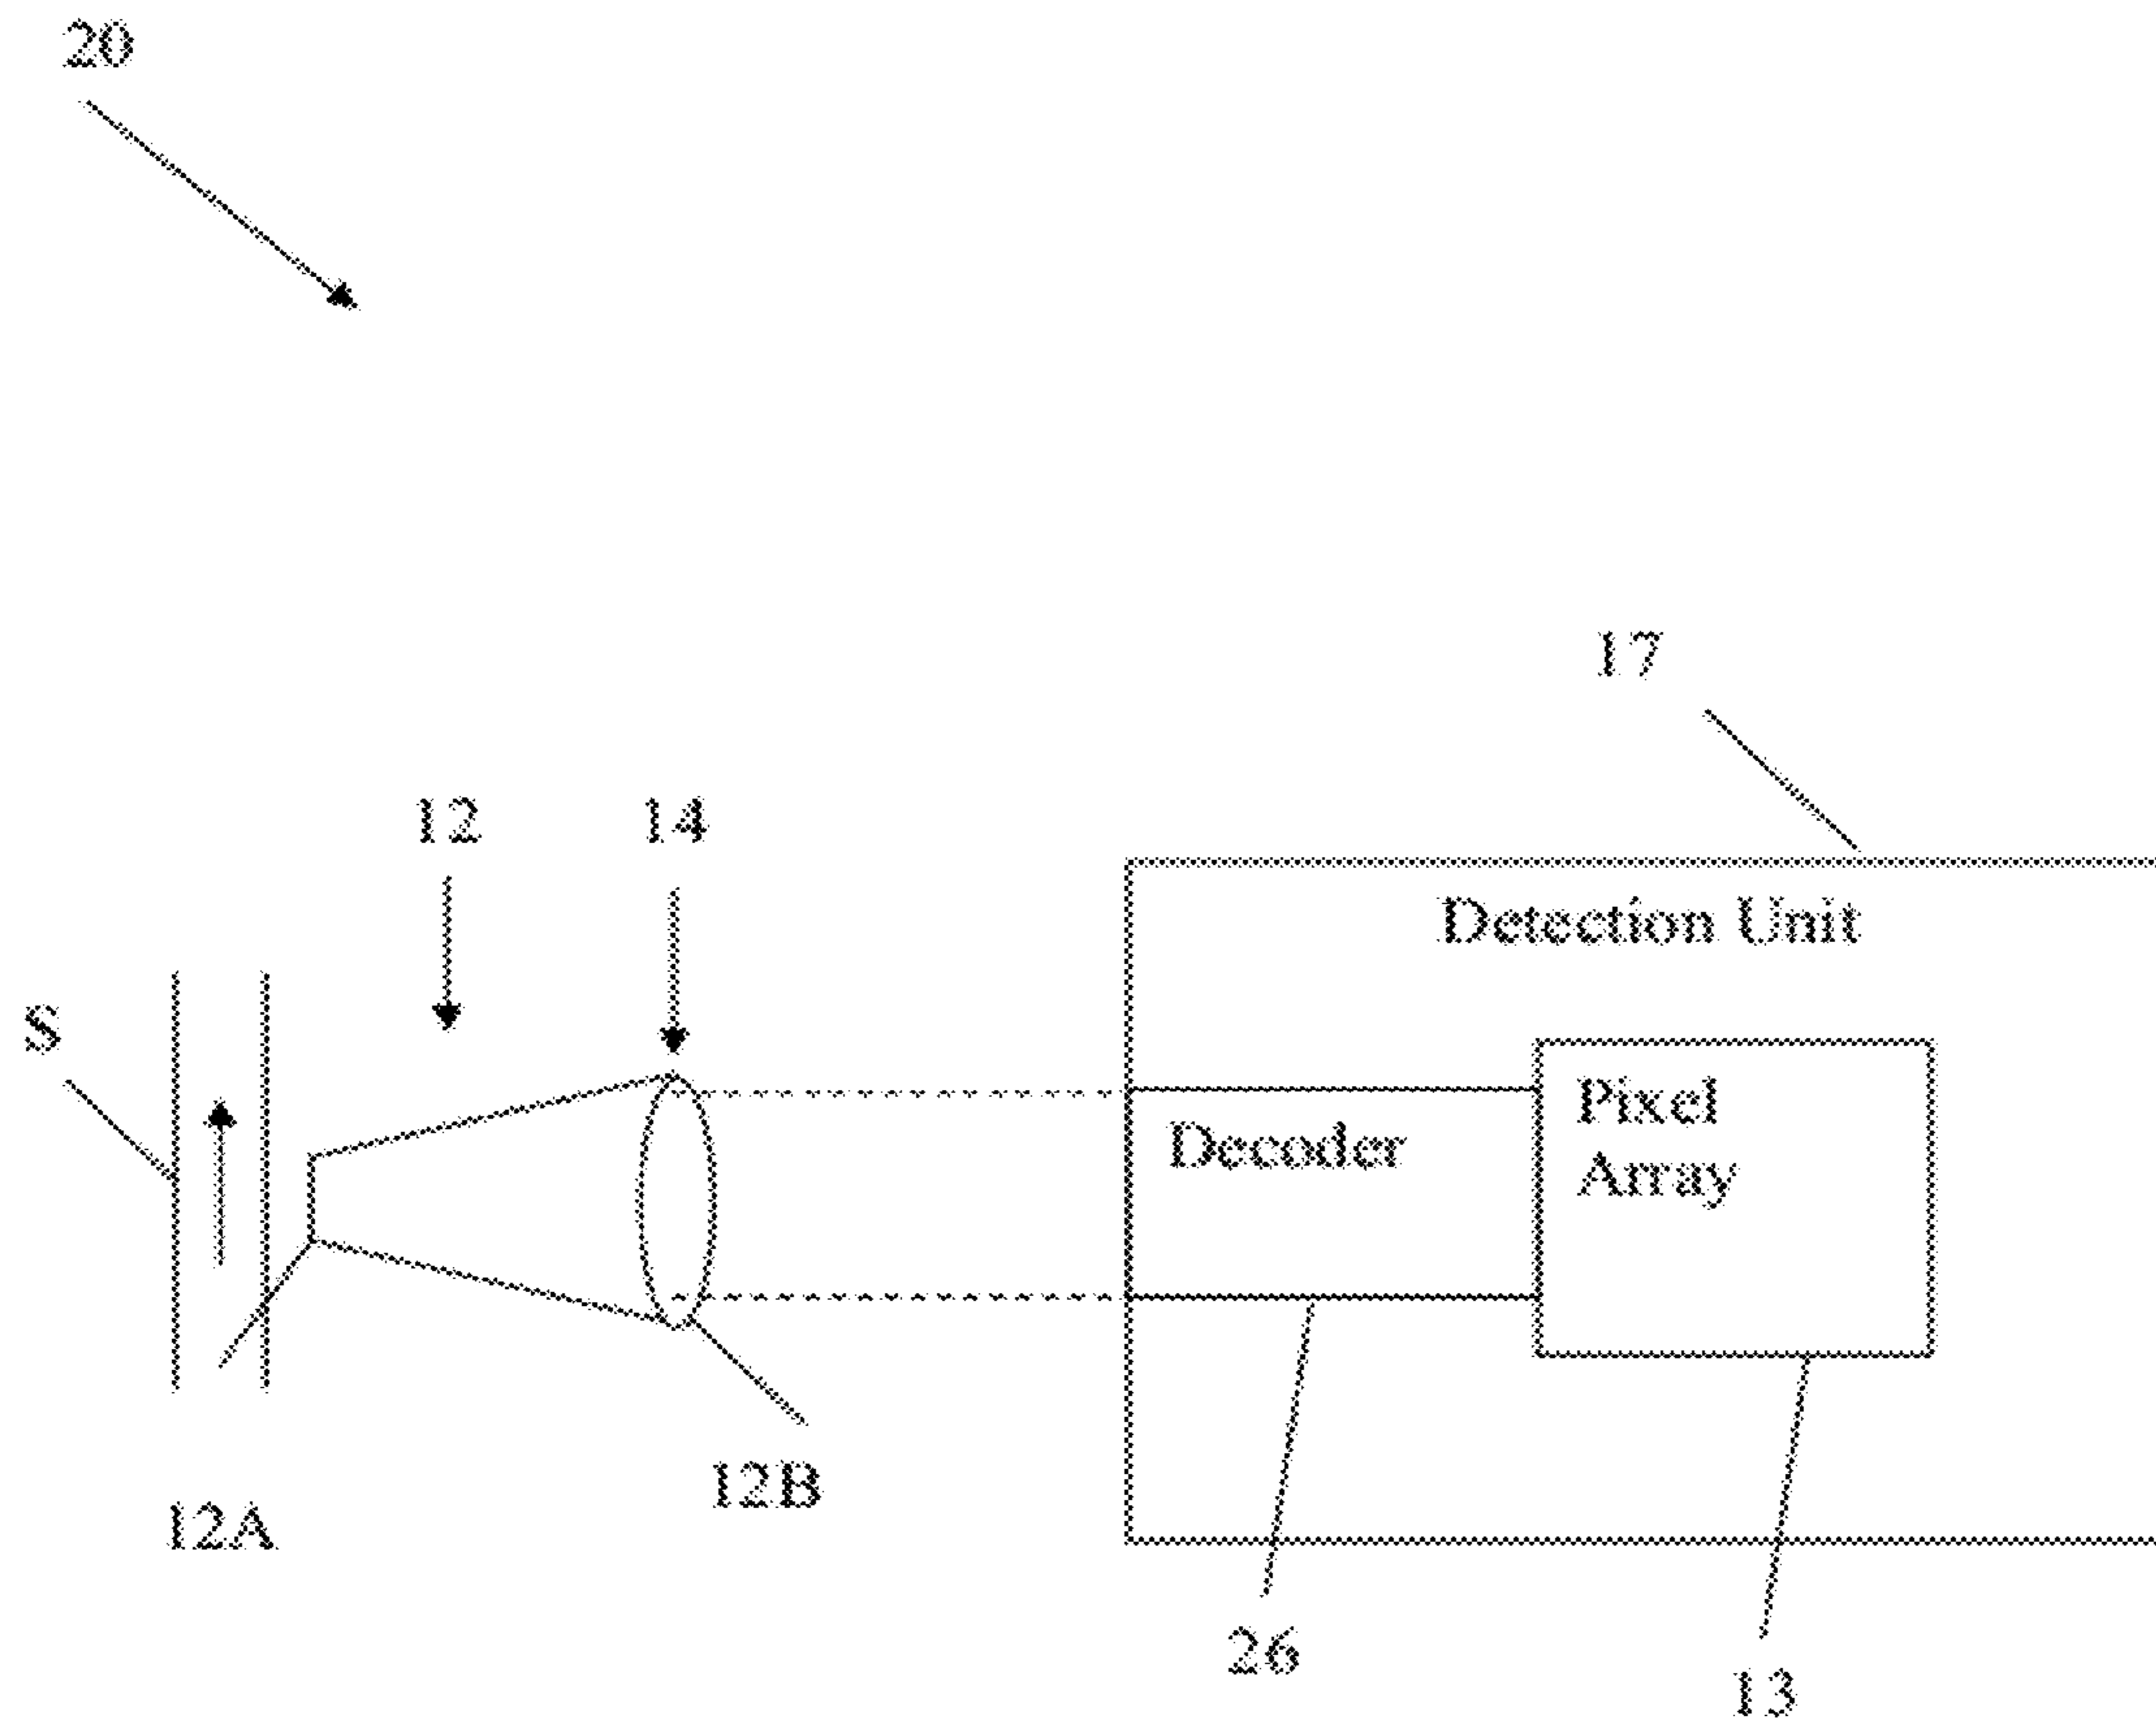 20
17
12
14
Detection Unit
S
Pixel
Array
Decoder
12B
12A
26
13